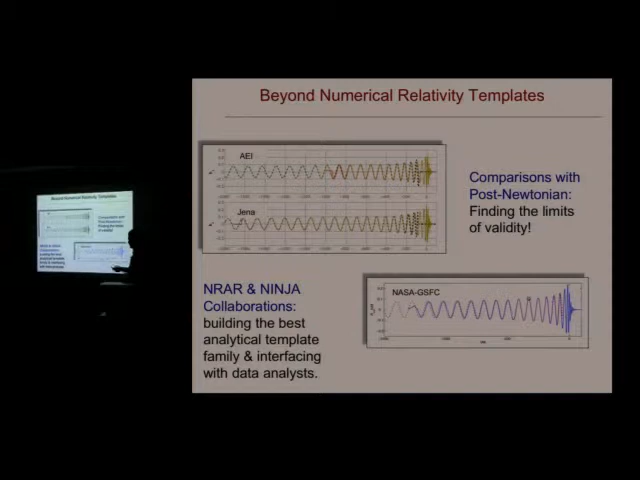 Beyond Numerical Relativity Templates
AEI
Jena
Comparisons with
Post-Newtonian:
Finding the limits
of validity!
NRAR & NINJA
Collaborations:
building the best
analytical template
family & interfacing
with data analysts.
NASA-GSFC